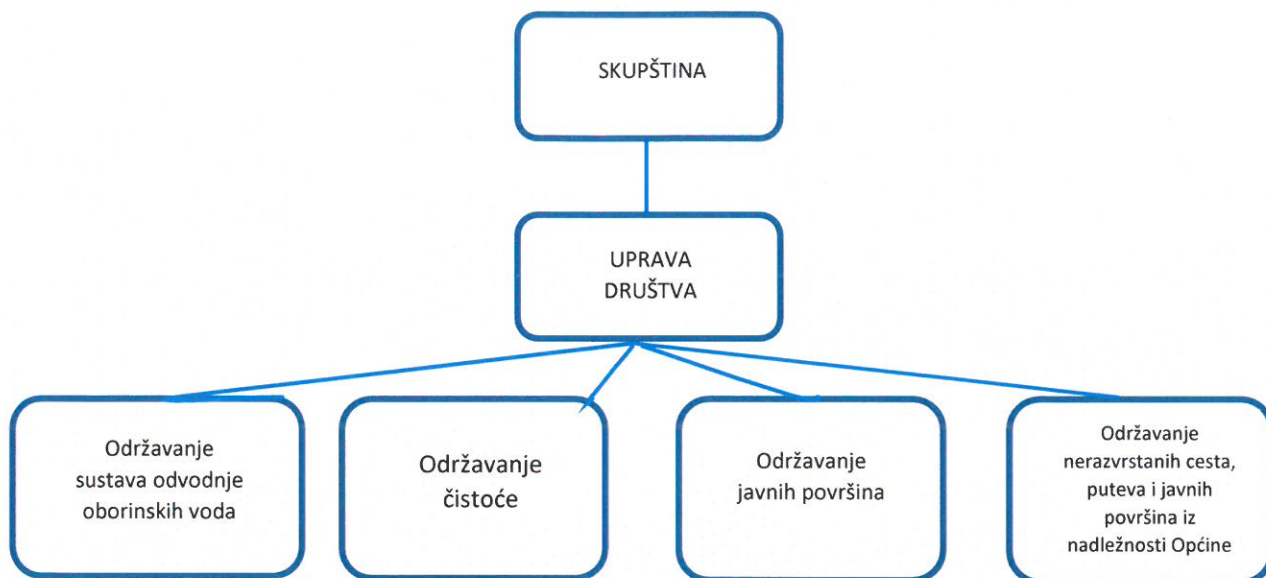 SKUPŠTINA
UPRAVA
DRUŠTVA
Održavanje
sustava odvodnje
oborinskih voda
Održavanje
čistoće
Održavanje
javnih površina
Održavanje
nerazvrstanih cesta,
puteva i javnih
površina iz
nadležnosti Općine